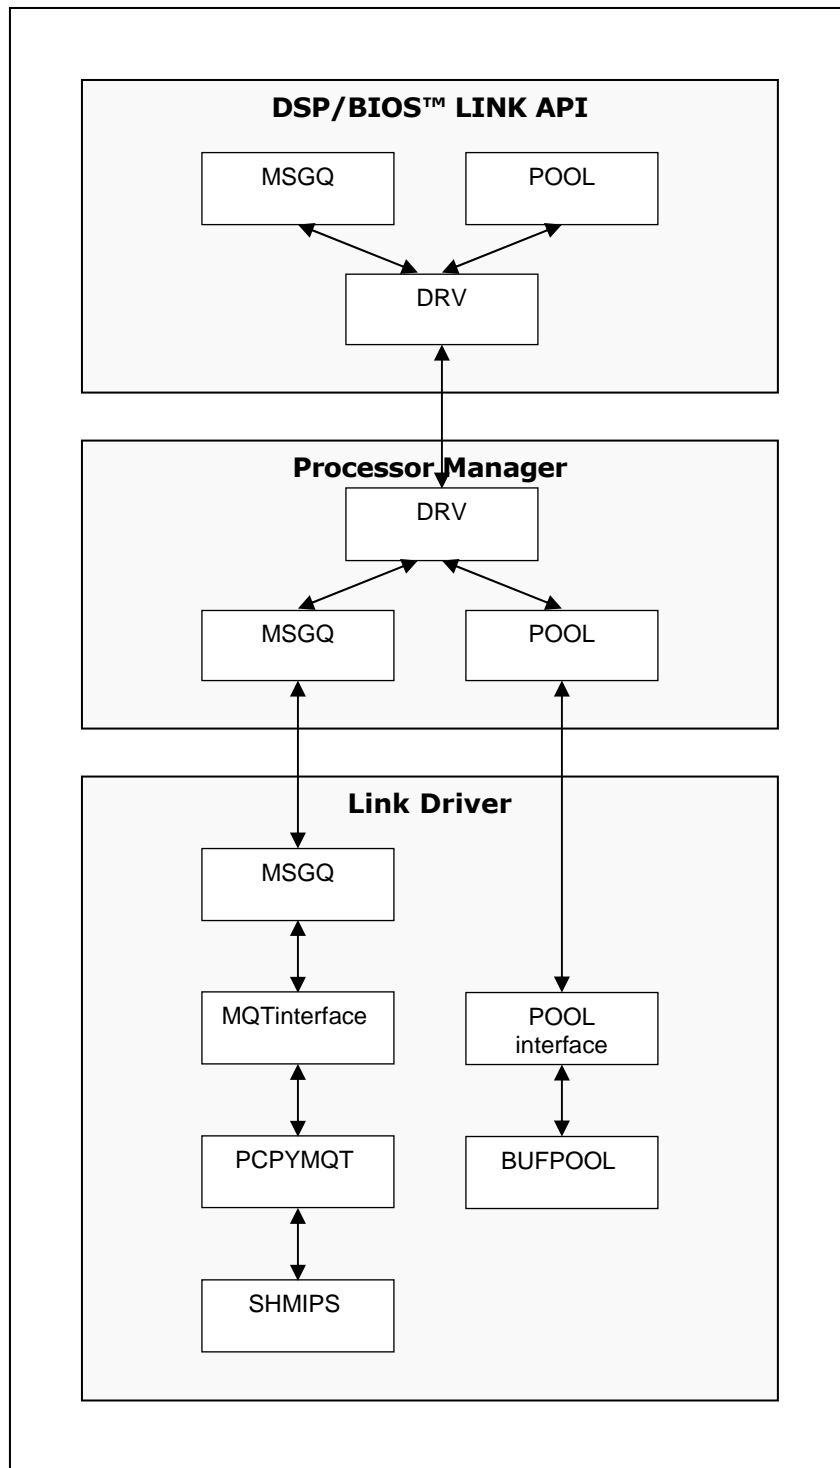 DSP/BIOS™ LINK API
MSGQ
POOL
DRV
Processor Manager
DRV
MSGQ
POOL
Link Driver
MSGQ
MQTinterface
POOL
interface
PCPYMQT
BUFPOOL
SHMIPS